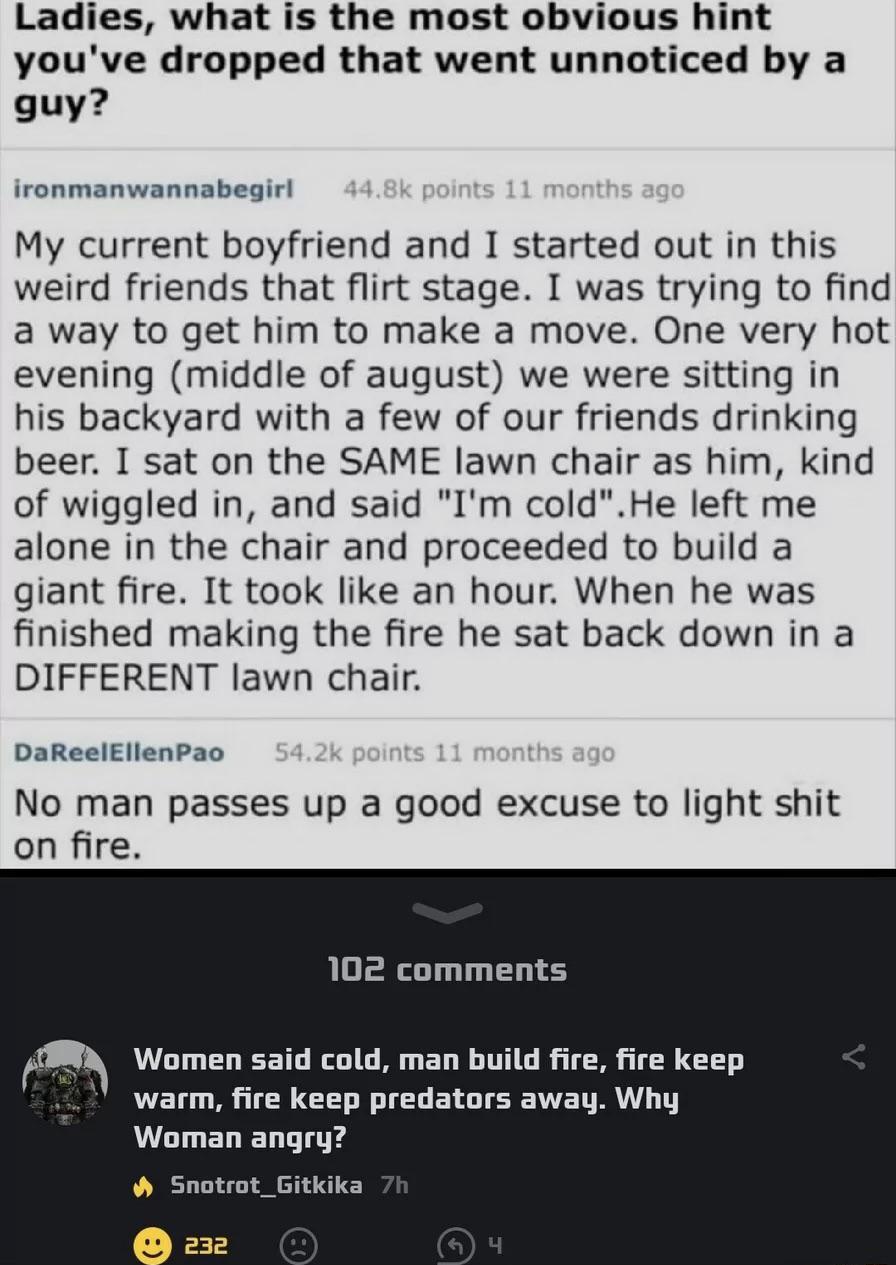 Ladies, what is the most obvious hint
you've dropped that went unnoticed by a
guy?
ironmanwannabegirl 44.8k points 11 months ago
My current boyfriend and I started out in this
weird friends that flirt stage. I was trying to find
a way to get him to make a move. One very hot
evening (middle of august) we were sitting in
his backyard with a few of our friends drinking
beer. I sat on the SAME lawn chair as him, kind
of wiggled in, and said "I'm cold".He left me
alone in the chair and proceeded to build a
giant fire. It took like an hour. When he was
finished making the fire he sat back down in a
DIFFERENT lawn chair.
DaReelEllenPao 54.2k points 11 months ago
No man passes up a good excuse to light shit
on fire.
102 comments
Women said cold, man build fire, fire keep
warm, fire keep predators away. Why
Woman angry?
Snotrot_Gitkika 7h
232 4